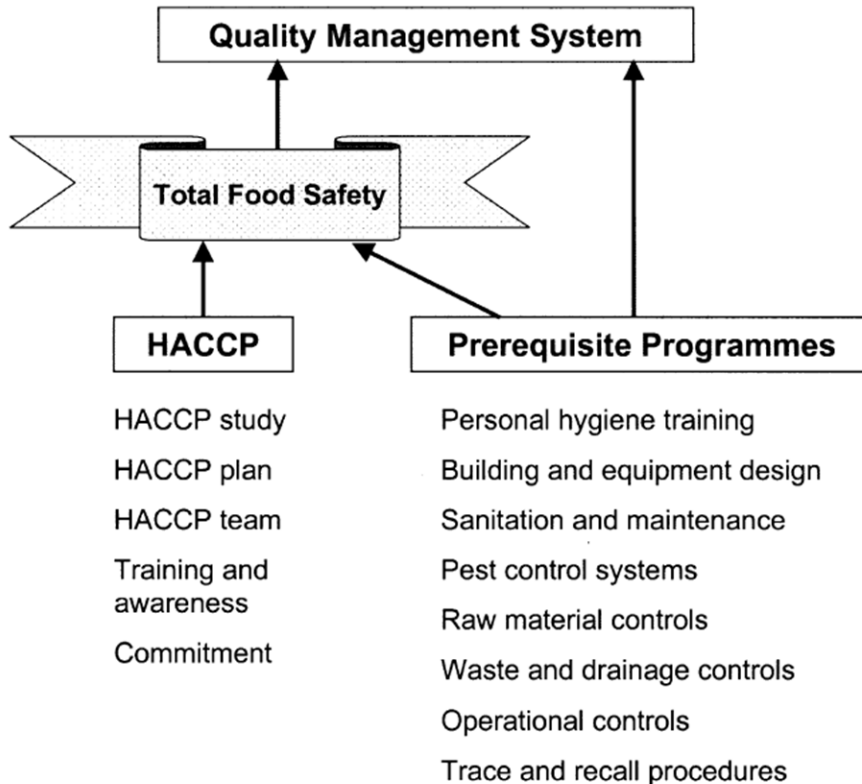 Quality Management System
Total Food Safety
HACCP
HACCP study
HACCP plan
HACCP team
Training and
awareness
Commitment
Prerequisite Programmes
Personal hygiene training
Building and equipment design
Sanitation and maintenance
Pest control systems
Raw material controls
Waste and drainage controls
Operational controls
Trace and recall procedures